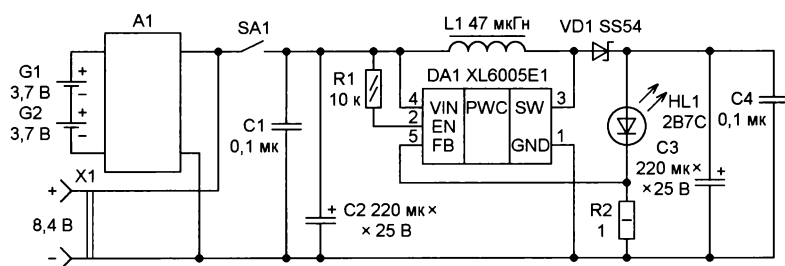 A1
SA1
L1 47 мкГн
VD1 SS54
G1
3,7 В
G2
3,7 В
R1
10 к
DA1 XL6005E1
4
VIN
PWC
SW
3
2
EN
5
FB
GND
1
C1
0,1 мк
HL1
2B7C
C4
0,1 мк
C3
220 мк×
×25 В
X1
+
8,4 В
–
C2 220 мк×
×25 В
R2
1
+
–
+
–
+
+